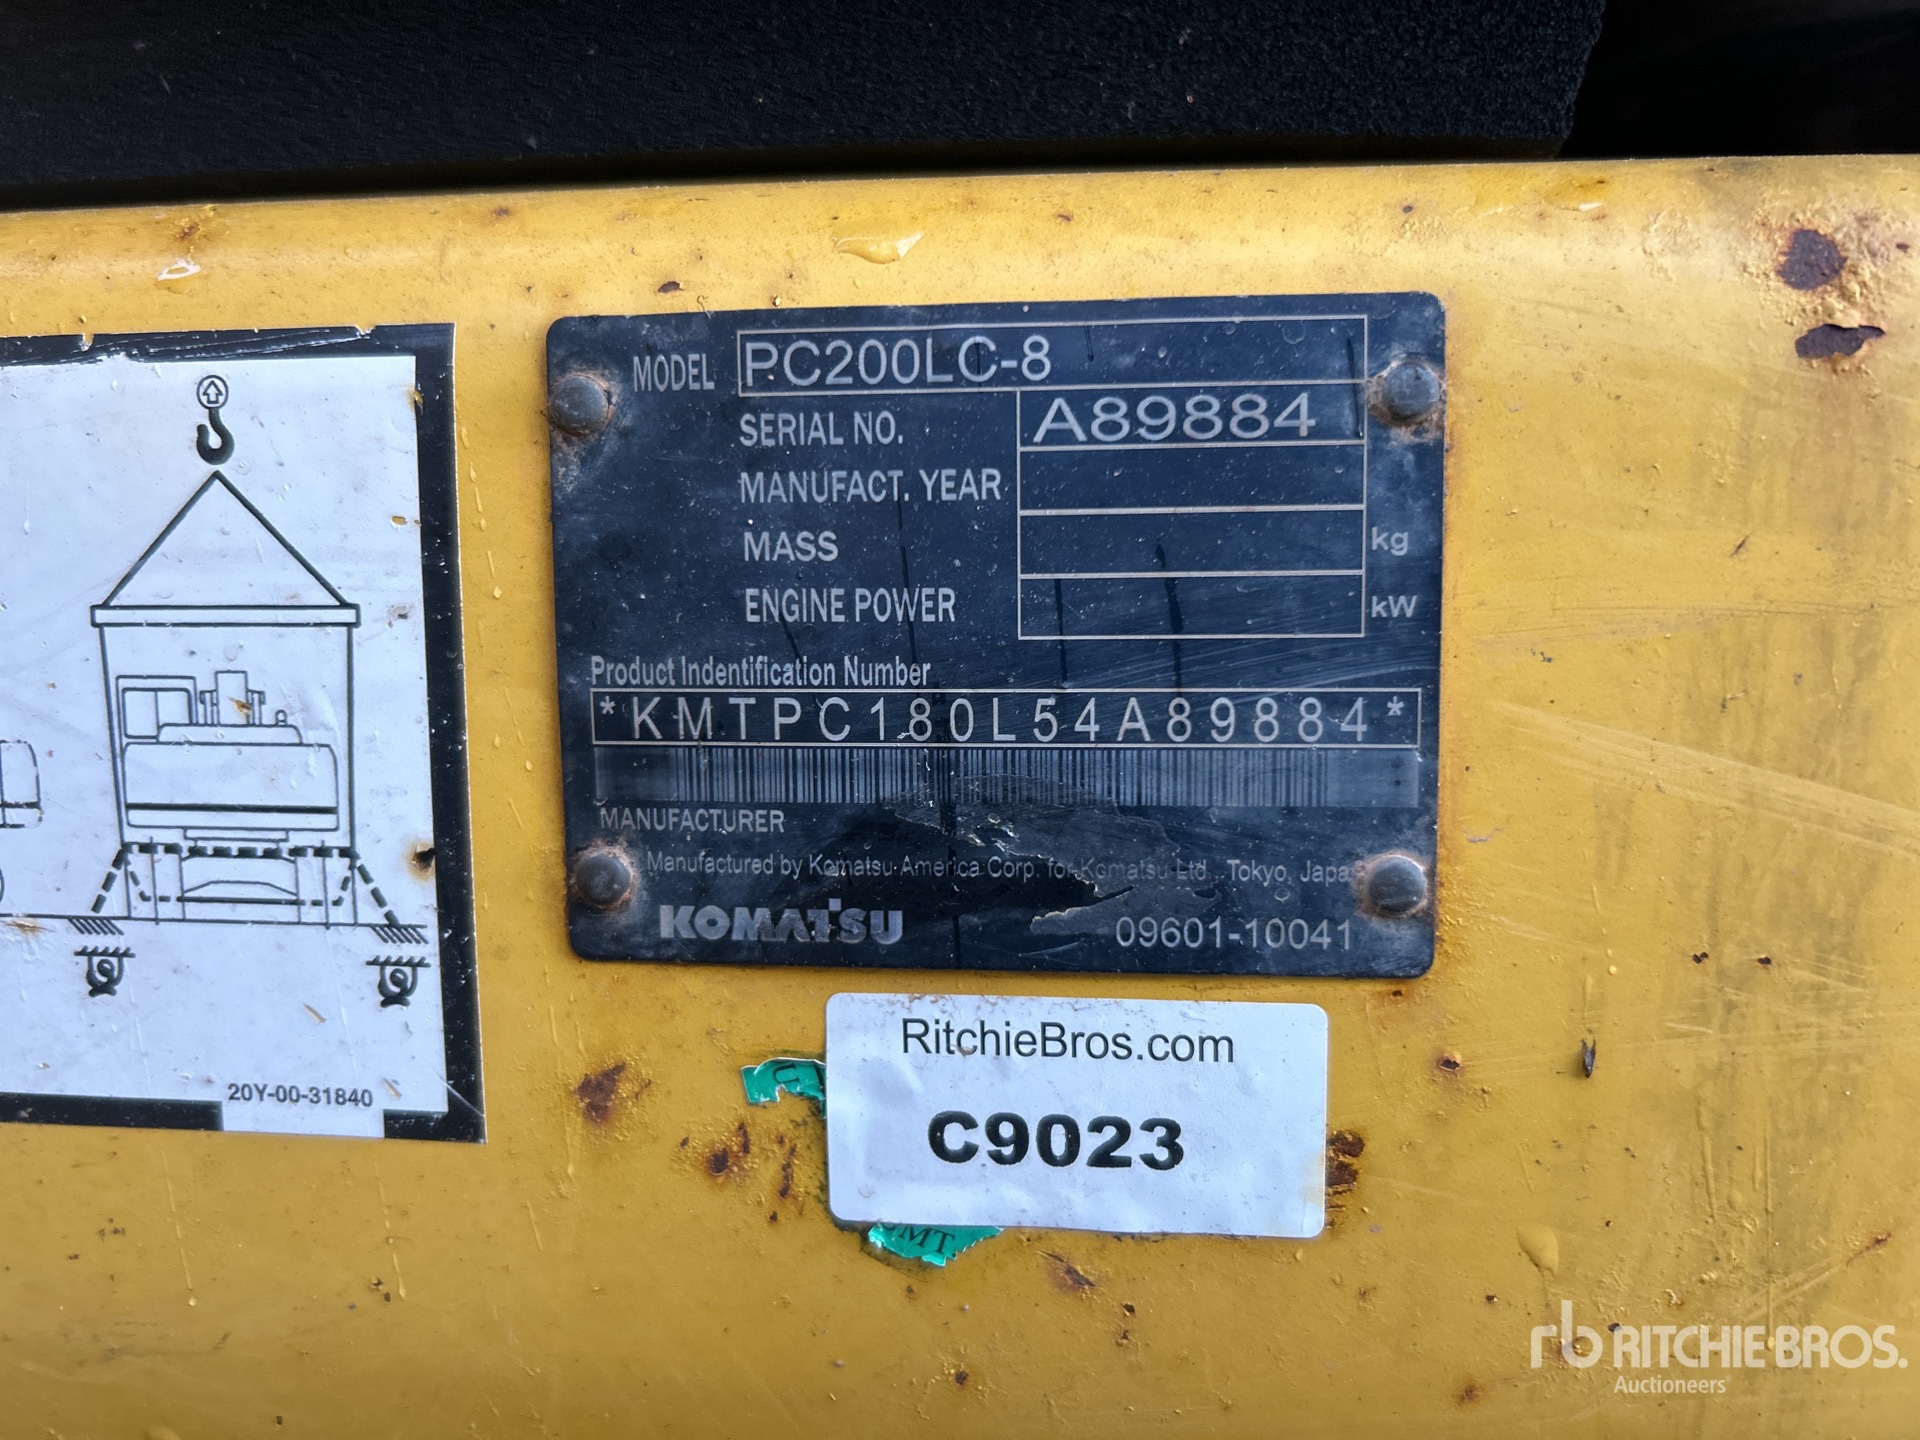 MODEL PC200LC-8
SERIAL NO. A89884
MANUFACT. YEAR
MASS kg
ENGINE POWER kW
Product Indentification Number
*KMTPC180L54A89884*
MANUFACTURER
Manufactured by Komatsu America Corp. for Komatsu Ltd., Tokyo, Japan
KOMATSU 09601-10041
20Y-00-31840
RitchieBros.com
C9023
rb RITCHIE BROS.
Auctioneers